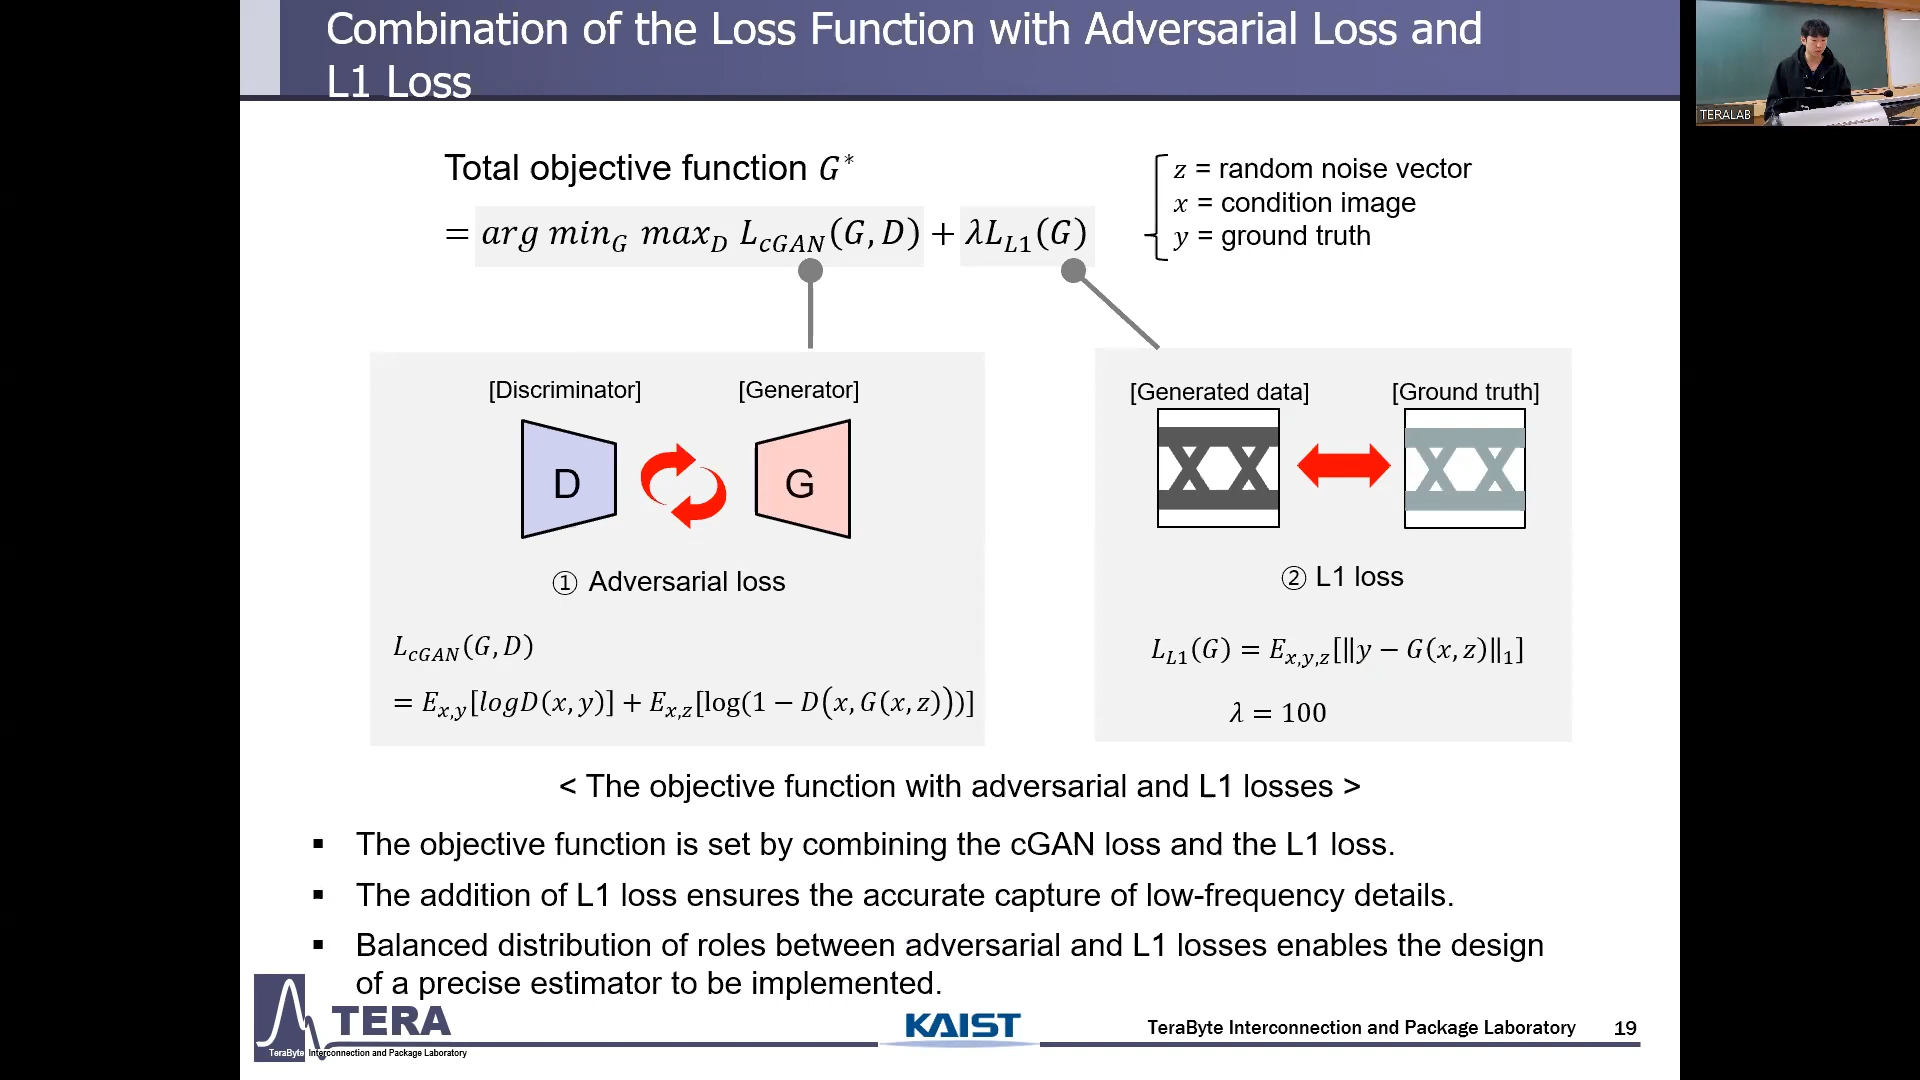 Combination of the Loss Function with Adversarial Loss and
L1 Loss
TERALAB
Total objective function G*
= arg min_G max_D L_cGAN(G, D) + λL_L1(G)
z = random noise vector
x = condition image
y = ground truth
[Discriminator] [Generator]
D G
① Adversarial loss
L_cGAN(G, D)
= E_x,y[logD(x, y)] + E_x,z[log(1 − D(x, G(x, z)))]
[Generated data] [Ground truth]
② L1 loss
L_L1(G) = E_x,y,z[‖y − G(x, z)‖_1]
λ = 100
< The objective function with adversarial and L1 losses >
▪ The objective function is set by combining the cGAN loss and the L1 loss.
▪ The addition of L1 loss ensures the accurate capture of low-frequency details.
▪ Balanced distribution of roles between adversarial and L1 losses enables the design
of a precise estimator to be implemented.
TERA
TeraByte Interconnection and Package Laboratory
KAIST
TeraByte Interconnection and Package Laboratory 19